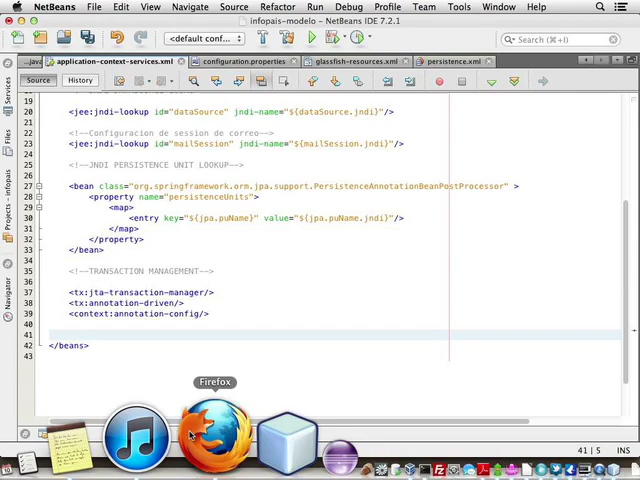 NetBeans File Edit View Navigate Source Refactor Run Debug Profile Team Tools Window Help
infopais-modelo - NetBeans IDE 7.2.1
<default conf...
Search (⌘+I)
...java
application-context-services.xml
configuration.properties
glassfish-resources.xml
persistence.xml
Source History
19
20 <jee:jndi-lookup id="dataSource" jndi-name="${dataSource.jndi}"/>
21
22 <!--Configuracion de session de correo-->
23 <jee:jndi-lookup id="mailSession" jndi-name="${mailSession.jndi}"/>
24
25 <!--JNDI PERSISTENCE UNIT LOOKUP-->
26
27 <bean class="org.springframework.orm.jpa.support.PersistenceAnnotationBeanPostProcessor" >
28 <property name="persistenceUnits">
29 <map>
30 <entry key="${jpa.puName}" value="${jpa.puName.jndi}"/>
31 </map>
32 </property>
33 </bean>
34
35 <!--TRANSACTION MANAGEMENT-->
36
37 <tx:jta-transaction-manager/>
38 <tx:annotation-driven/>
39 <context:annotation-config/>
40
41
42 </beans>
43
Services
Files
Projects - infopais
Navigator
Firefox
41 | 5 INS